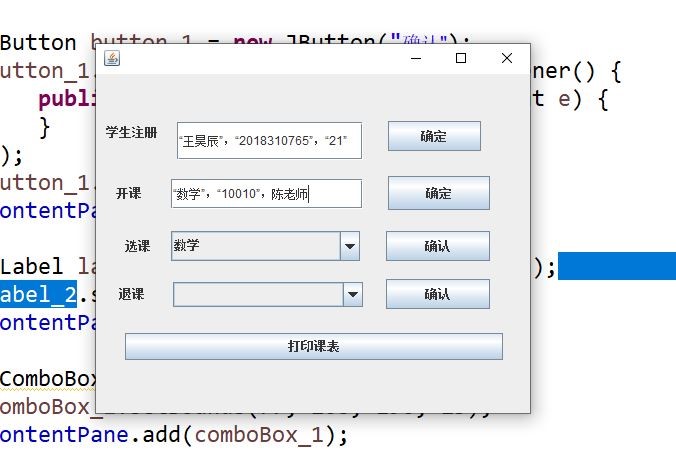 Button button_1 = new JButton("确认");
utton_1. ner() {
publi t e) {
}
);
学生注册 “王昊辰”，“2018310765”，“21” 确定
utton_1.
开课 “数学”，“10010”，陈老师 确定
ontentPa
选课 数学 确认
Label la );
abel_2.s
退课 确认
ontentPa
打印课表
ComboBox
omboBox_
ontentPane.add(comboBox_1);